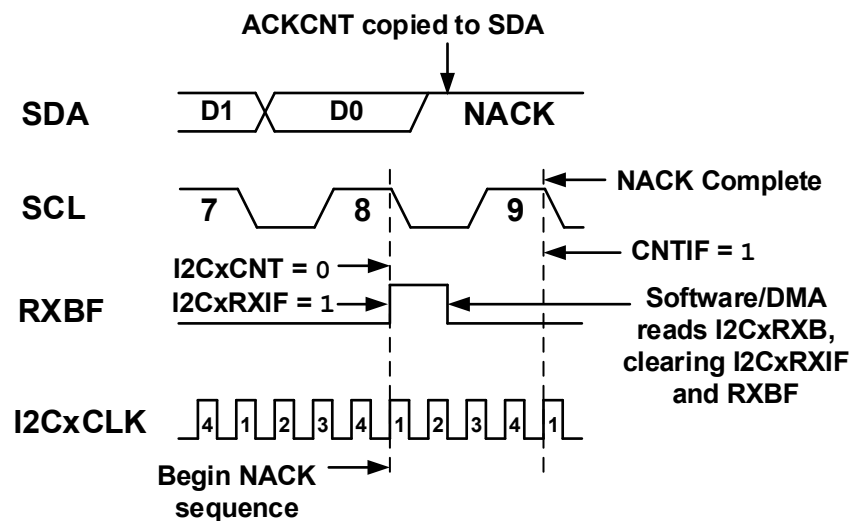 ACKCNT copied to SDA
SDA
D1
D0
NACK
SCL
7
8
9
NACK Complete
I2CxCNT = 0
CNTIF = 1
RXBF
I2CxRXIF = 1
Software/DMA
reads I2CxRXB,
clearing I2CxRXIF
and RXBF
I2CxCLK
4 1 2 3 4 1 2 3 4 1
Begin NACK
sequence